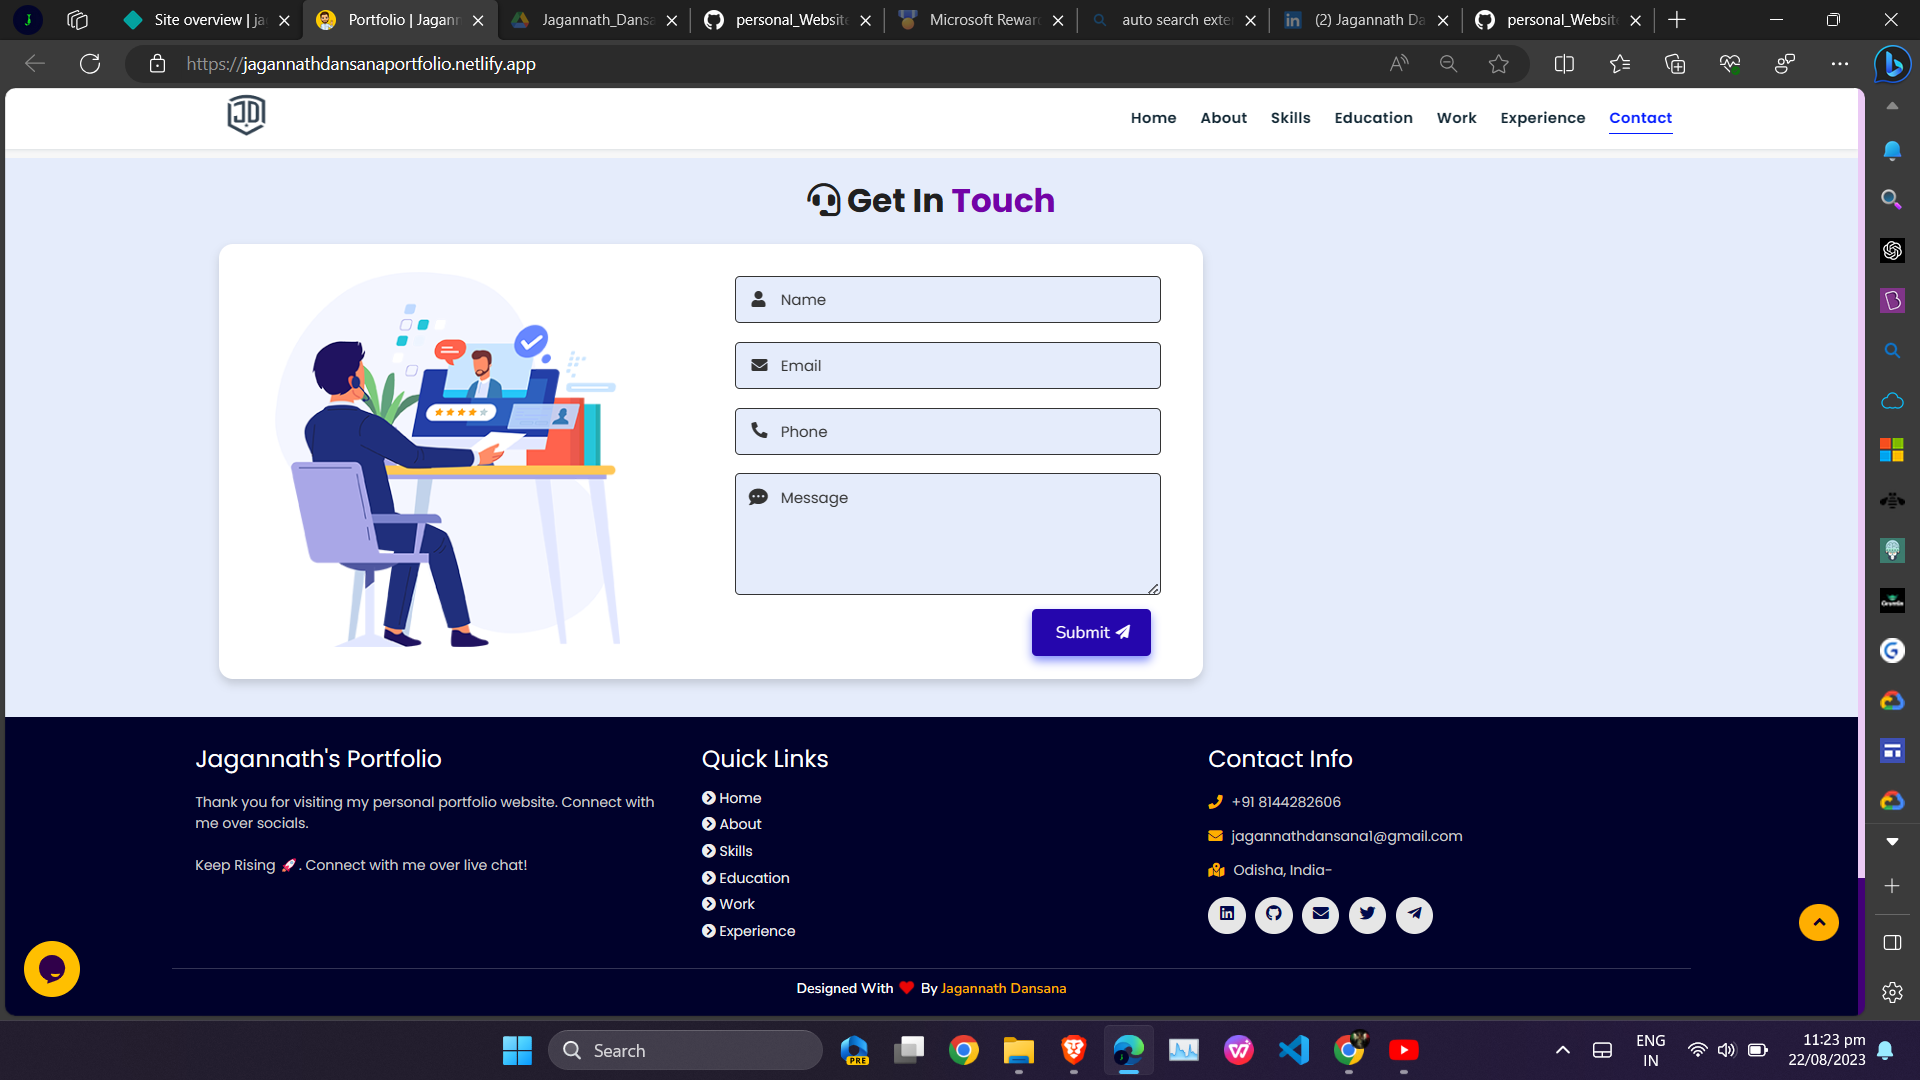 Site overview | ja
Portfolio | Jagann
Jagannath_Dansa
personal_Website
Microsoft Rewar
auto search exte
(2) Jagannath Da
personal_Website
https://jagannathdansanaportfolio.netlify.app
JD
Home
About
Skills
Education
Work
Experience
Contact
Get In Touch
Name
Email
Phone
Message
Submit
Jagannath's Portfolio
Thank you for visiting my personal portfolio website. Connect with
me over socials.
Keep Rising 🚀. Connect with me over live chat!
Quick Links
Home
About
Skills
Education
Work
Experience
Contact Info
+91 8144282606
jagannathdansana1@gmail.com
Odisha, India-
Designed With ❤ By Jagannath Dansana
Search
PRE
ENG
IN
11:23 pm
22/08/2023